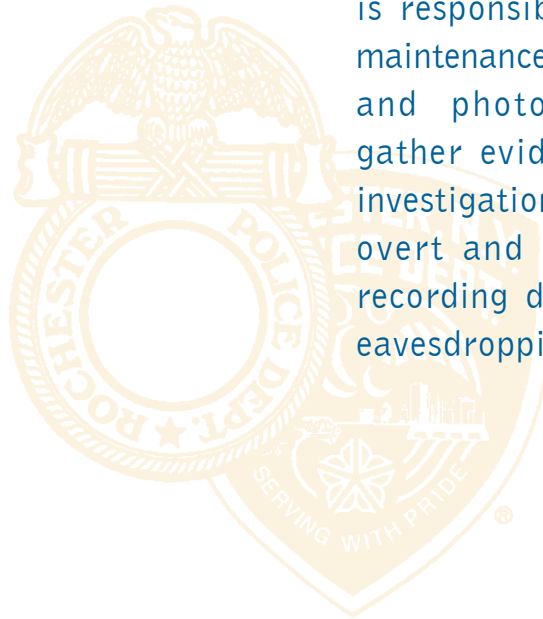 is responsib
maintenance
and photo
gather evid
investigation
overt and
recording d
eavesdroppi
ROCHESTER POLICE DEPT.
SERVING WITH PRIDE
®